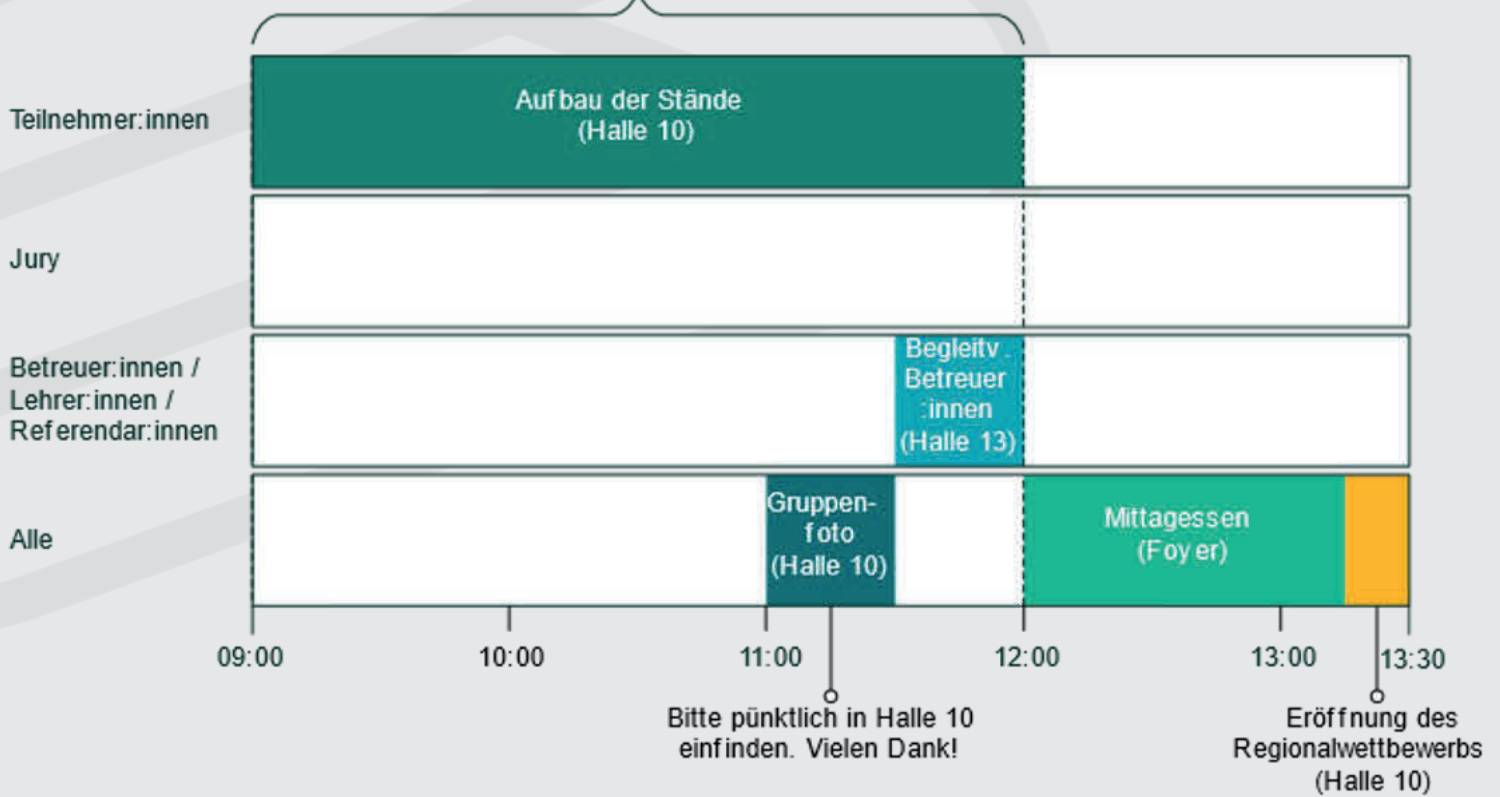 Teilnehmer:innen
Aufbau der Stände
(Halle 10)
Jury
Betreuer:innen /
Lehrer:innen /
Referendar:innen
Begleitv.
Betreuer
:innen
(Halle 13)
Alle
Gruppen-
foto
(Halle 10)
Mittagessen
(Foyer)
09:00
10:00
11:00
12:00
13:00
13:30
Bitte pünktlich in Halle 10
einfinden. Vielen Dank!
Eröffnung des
Regionalwettbewerbs
(Halle 10)